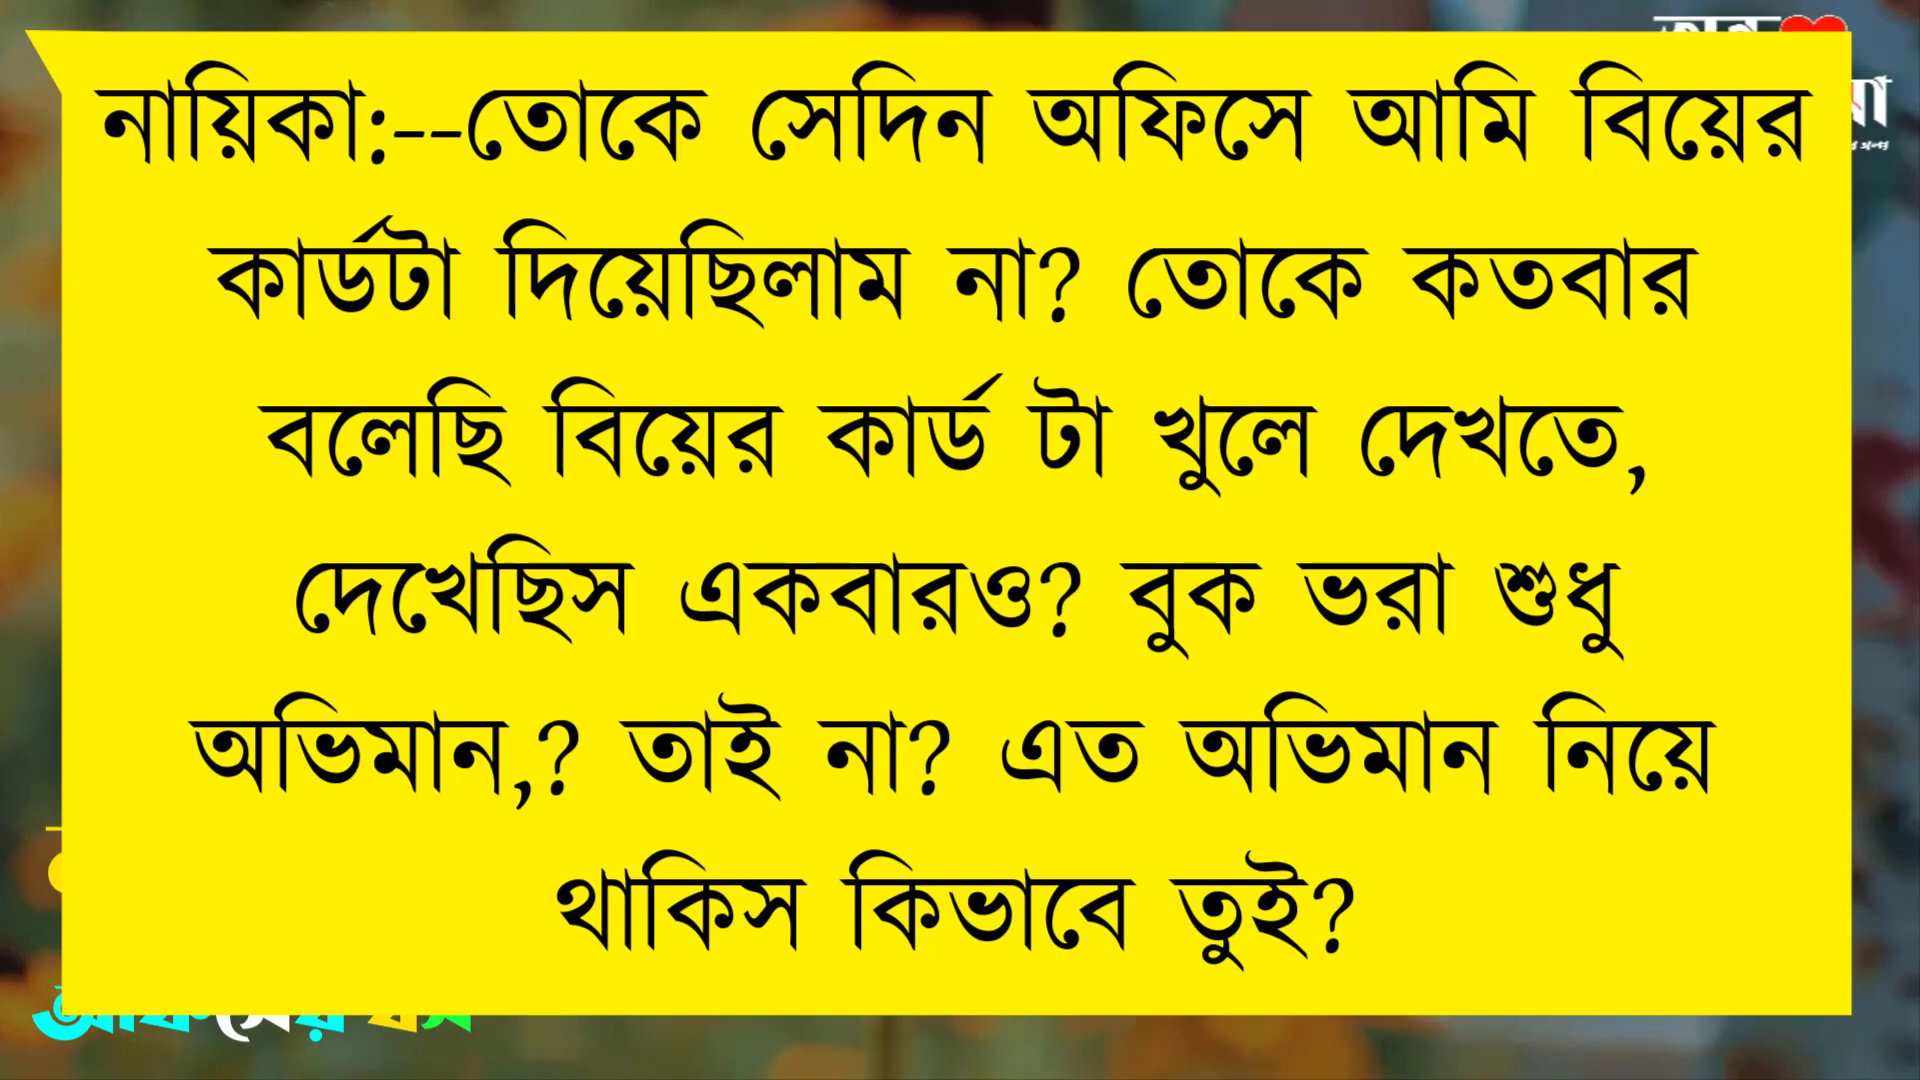 নায়িকা:--তোকে সেদিন অফিসে আমি বিয়ের
কার্ডটা দিয়েছিলাম না? তোকে কতবার
বলেছি বিয়ের কার্ড টা খুলে দেখতে,
দেখেছিস একবারও? বুক ভরা শুধু
অভিমান,? তাই না? এত অভিমান নিয়ে
থাকিস কিভাবে তুই?